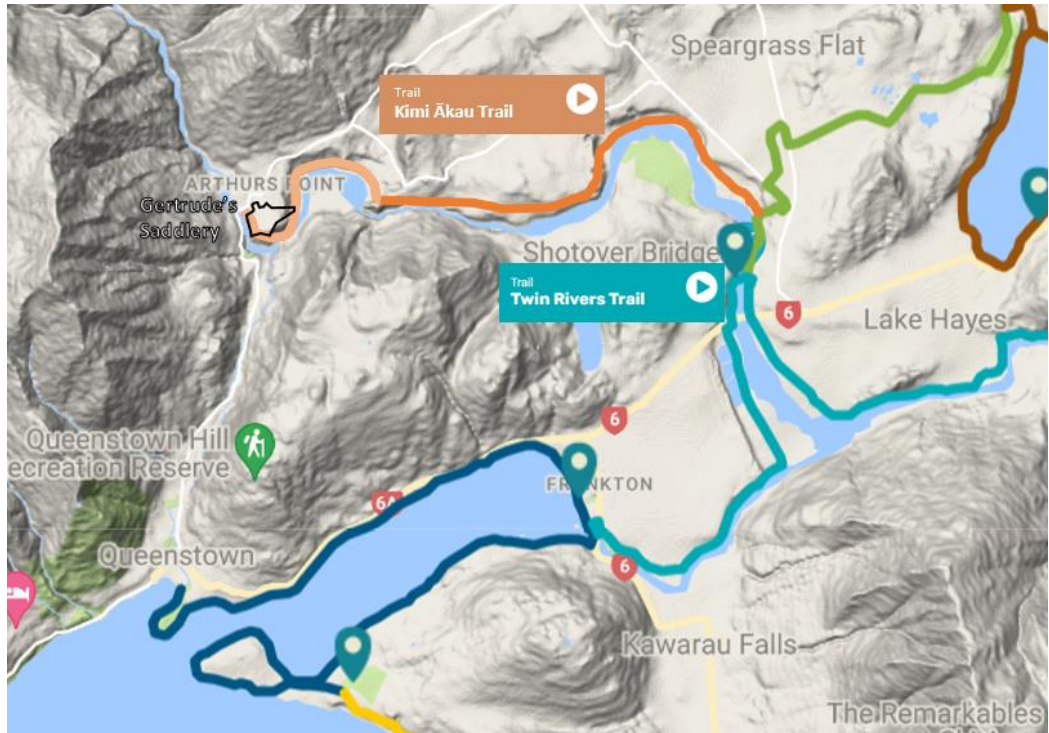 Speargrass Flat
Trail
Kimi Ākau Trail
ARTHURS POINT
Gertrude's
Saddlery
Shotover Bridge
Trail
Twin Rivers Trail
6
Lake Hayes
6
Queenstown Hill
ecreation Reserve
6A
FRANKTON
Queenstown
6
Kawarau Falls
The Remarkables